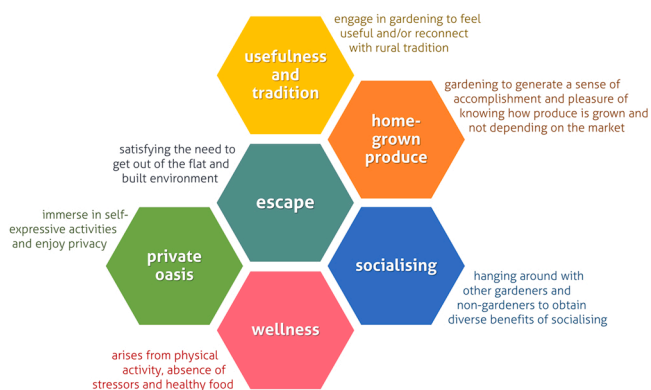 engage in gardening to feel
useful and/or reconnect
with rural tradition
usefulness
and
tradition
gardening to generate a sense of
accomplishment and pleasure of
knowing how produce is grown and
not depending on the market
home-
grown
produce
satisfying the need to
get out of the flat and
built environment
escape
immerse in self-
expressive activities
and enjoy privacy
private
oasis
socialising
hanging around with
other gardeners and
non-gardeners to obtain
diverse benefits of socialising
wellness
arises from physical
activity, absence of
stressors and healthy food